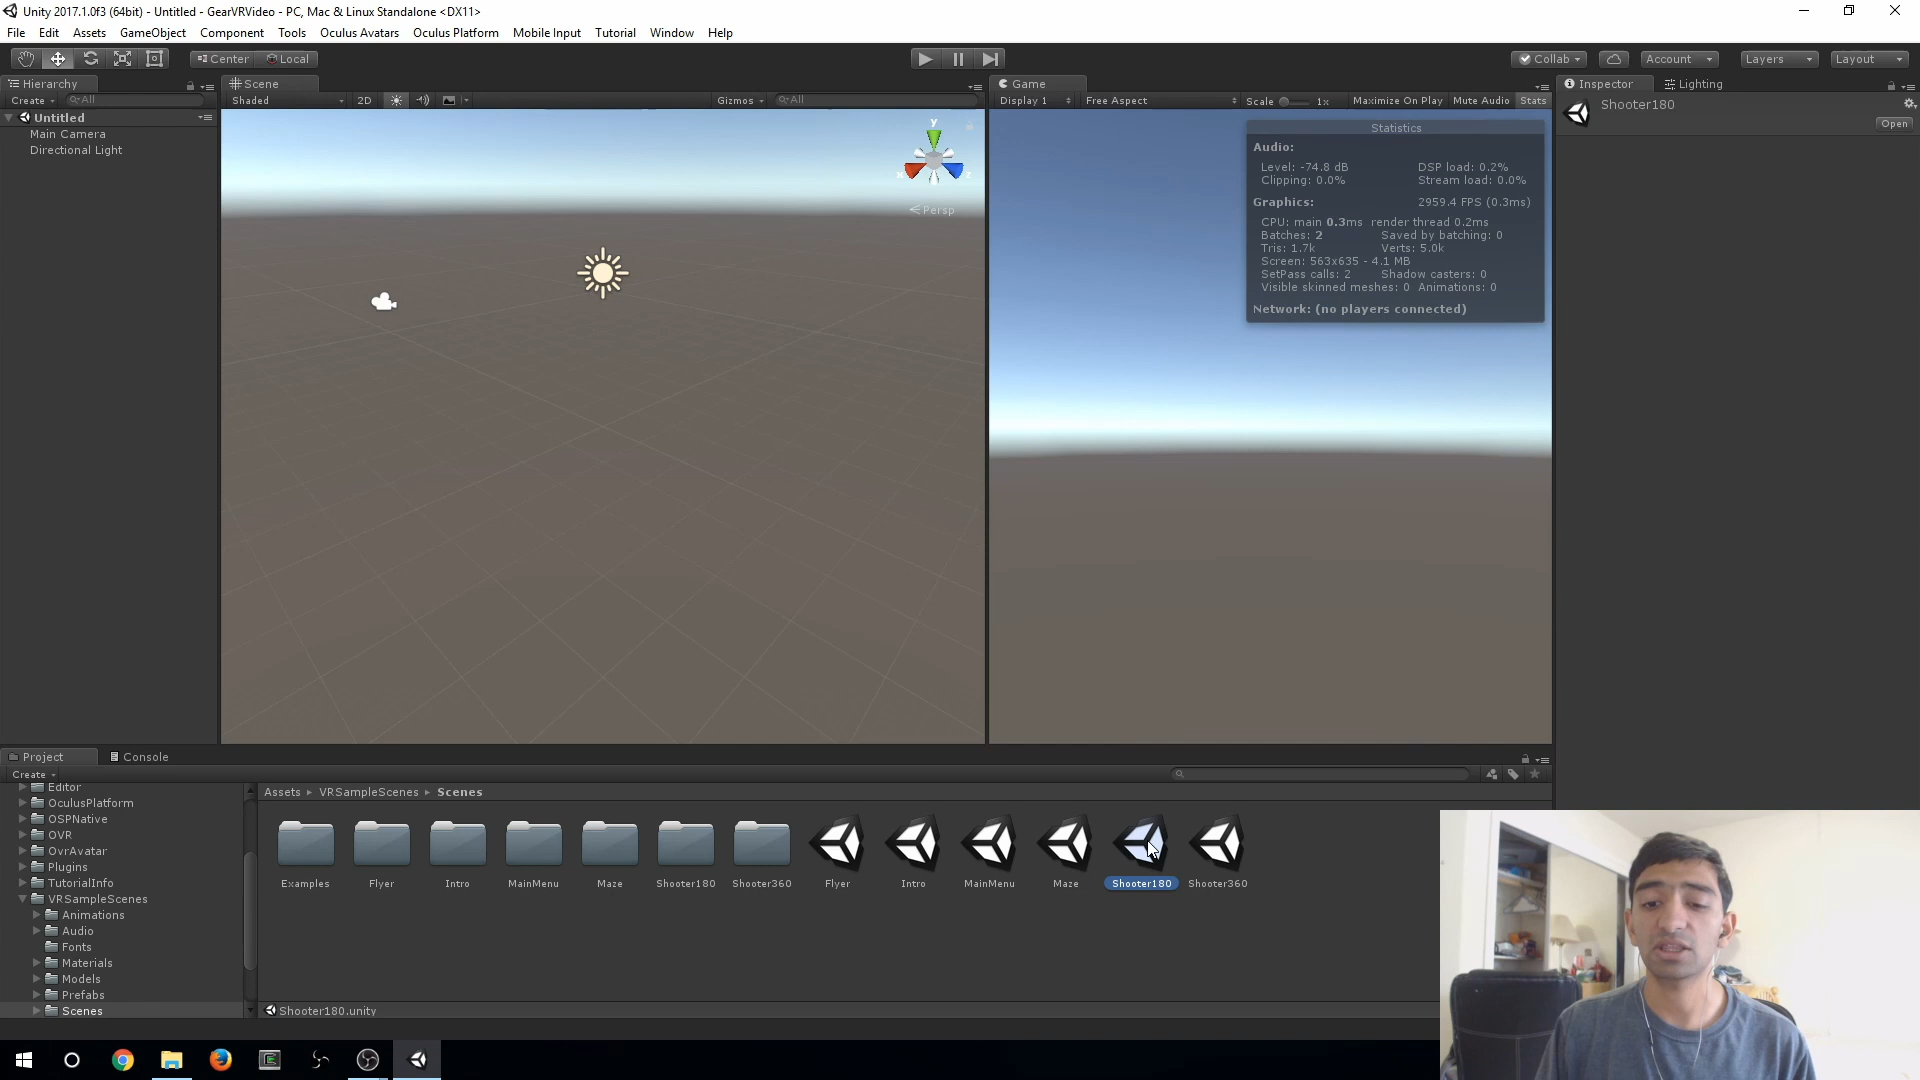 Unity 2017.1.0f3 (64bit) - Untitled - GearVRVideo - PC, Mac & Linux Standalone <DX11>
File Edit Assets GameObject Component Tools Oculus Avatars Oculus Platform Mobile Input Tutorial Window Help
Center Local Collab Account Layers Layout
Hierarchy Scene Game Inspector Lighting
Create All Shaded 2D Gizmos All Display 1 Free Aspect Scale 1x Maximize On Play Mute Audio Stats
Shooter180
Open
Untitled
Main Camera
Directional Light
y
x z
Persp
Statistics
Audio:
Level: -74.8 dB DSP load: 0.2%
Clipping: 0.0% Stream load: 0.0%
Graphics: 2959.4 FPS (0.3ms)
CPU: main 0.3ms render thread 0.2ms
Batches: 2 Saved by batching: 0
Tris: 1.7k Verts: 5.0k
Screen: 563x635 - 4.1 MB
SetPass calls: 2 Shadow casters: 0
Visible skinned meshes: 0 Animations: 0
Network: (no players connected)
Project Console
Create
Editor
OculusPlatform
OSPNative
OVR
OvrAvatar
Plugins
TutorialInfo
VRSampleScenes
Animations
Audio
Fonts
Materials
Models
Prefabs
Scenes
Assets VRSampleScenes Scenes
Examples Flyer Intro MainMenu Maze Shooter180 Shooter360 Flyer Intro MainMenu Maze Shooter180 Shooter360
Shooter180.unity